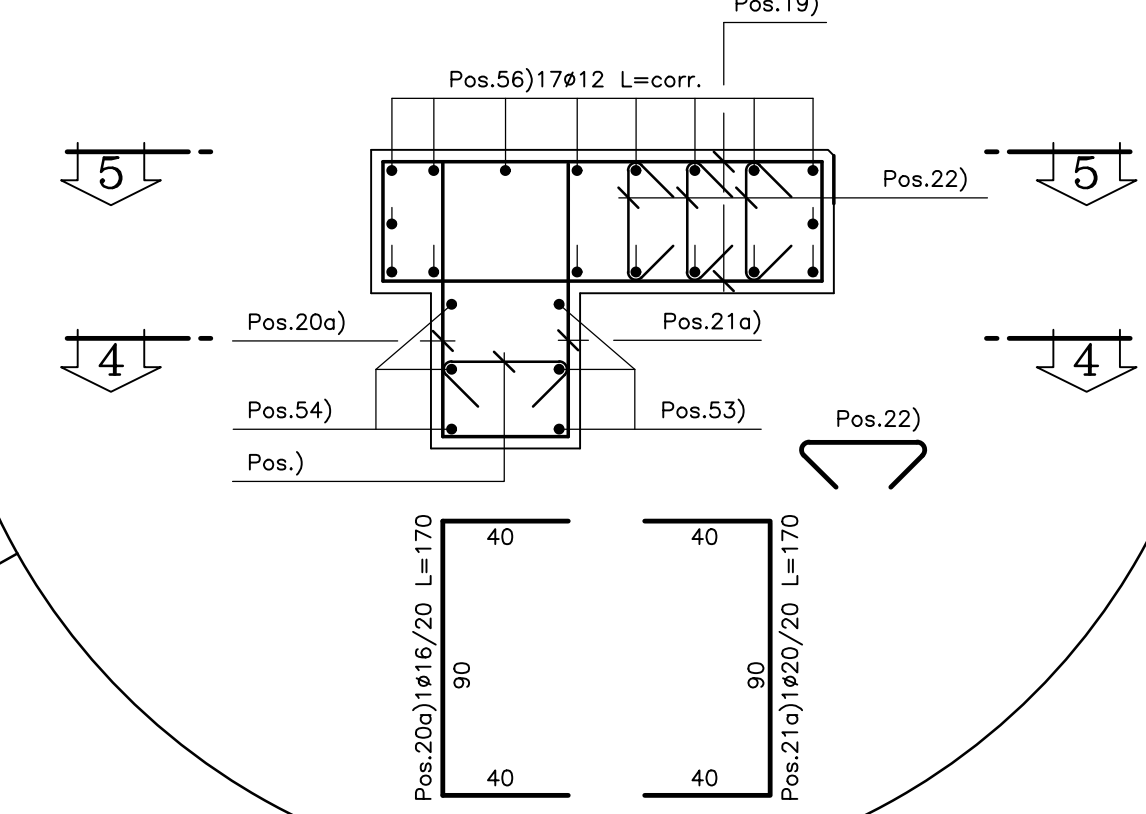 Pos.19)
Pos.56)17ø12 L=corr.
5
5
Pos.22)
Pos.20a)
Pos.21a)
4
4
Pos.54)
Pos.53)
Pos.22)
Pos.)
Pos.20a)1ø16/20 L=170
40
90
40
40
90
40
Pos.21a)1ø20/20 L=170